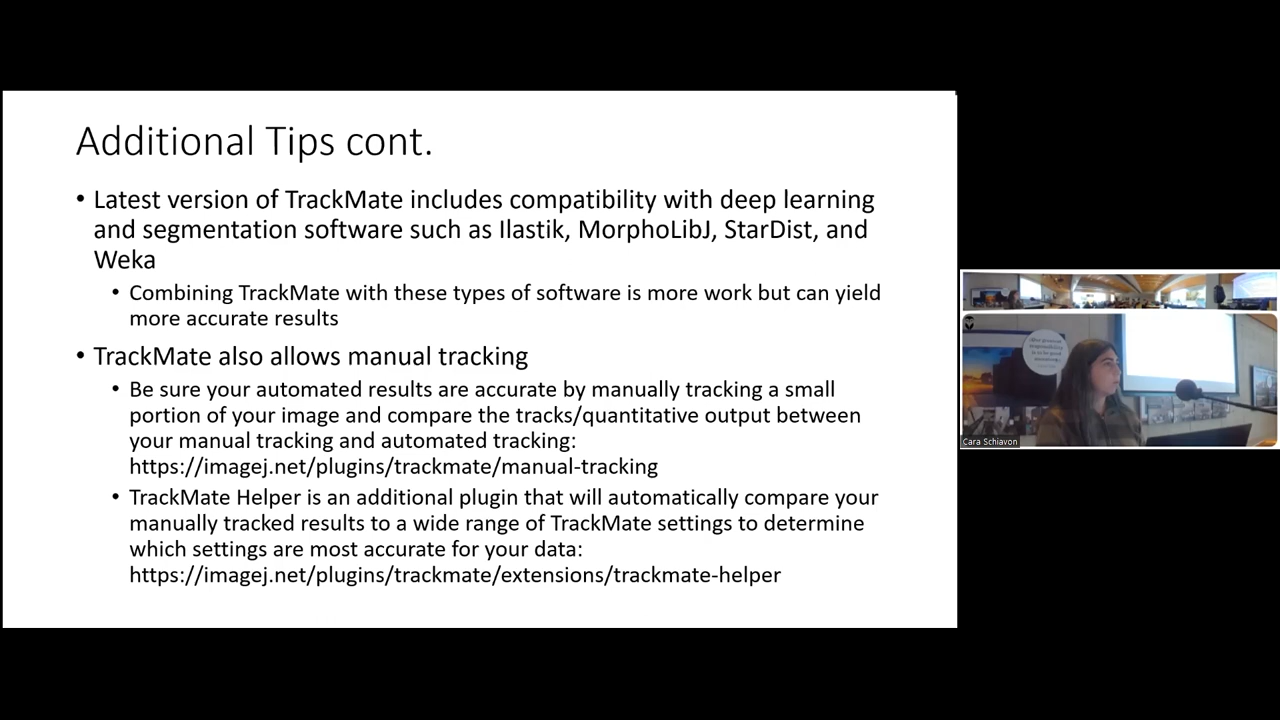 Additional Tips cont.
• Latest version of TrackMate includes compatibility with deep learning
and segmentation software such as Ilastik, MorphoLibJ, StarDist, and
Weka
• Combining TrackMate with these types of software is more work but can yield
more accurate results
• TrackMate also allows manual tracking
• Be sure your automated results are accurate by manually tracking a small
portion of your image and compare the tracks/quantitative output between
your manual tracking and automated tracking:
https://imagej.net/plugins/trackmate/manual-tracking
• TrackMate Helper is an additional plugin that will automatically compare your
manually tracked results to a wide range of TrackMate settings to determine
which settings are most accurate for your data:
https://imagej.net/plugins/trackmate/extensions/trackmate-helper
Cara Schiavon